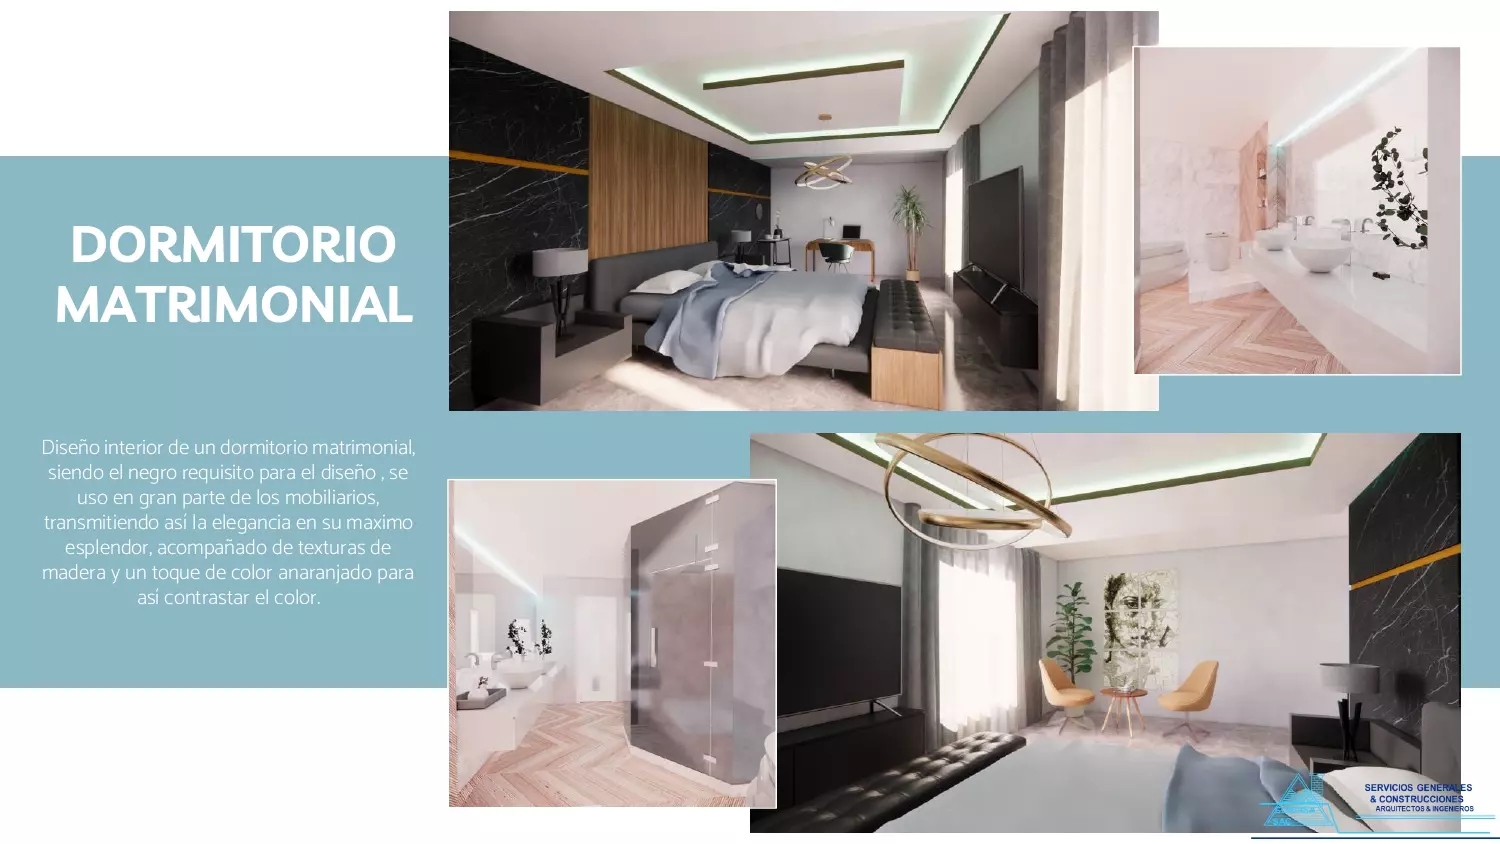 DORMITORIO
MATRIMONIAL
Diseño interior de un dormitorio matrimonial,
siendo el negro requisito para el diseño , se
uso en gran parte de los mobiliarios,
transmitiendo así la elegancia en su maximo
esplendor, acompañado de texturas de
madera y un toque de color anaranjado para
así contrastar el color.
SERVICIOS GENERALES
& CONSTRUCCIONES
ARQUITECTOS & INGENIEROS